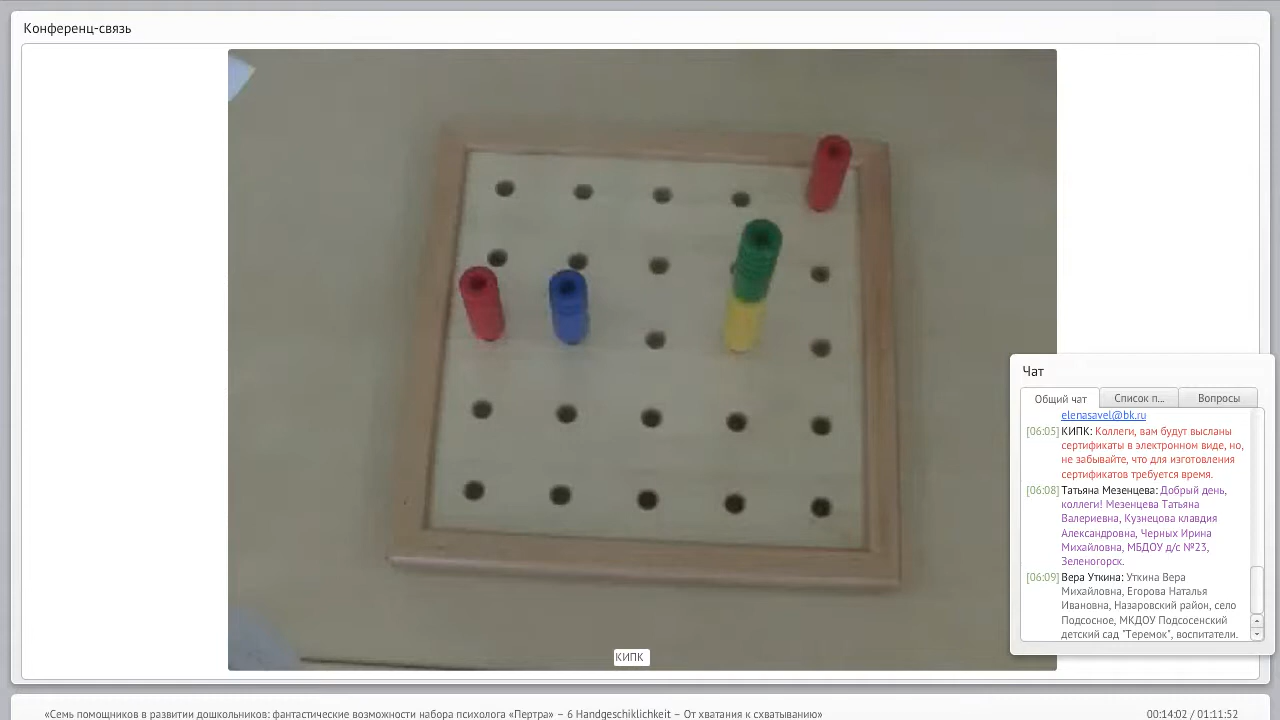 Конференц-связь
КИПК
Чат
Общий чат
Список п...
Вопросы
elenasavel@bk.ru
[06:05] КИПК: Коллеги, вам будут высланы
сертификаты в электронном виде, но,
не забывайте, что для изготовления
сертификатов требуется время.
[06:08] Татьяна Мезенцева: Добрый день,
коллеги! Мезенцева Татьяна
Валериевна, Кузнецова клавдия
Александровна, Черных Ирина
Михайловна, МБДОУ д/с №23,
Зеленогорск.
[06:09] Вера Уткина: Уткина Вера
Михайловна, Егорова Наталья
Ивановна, Назаровский район, село
Подсосное, МКДОУ Подсосенский
детский сад "Теремок", воспитатели.
«Семь помощников в развитии дошкольников: фантастические возможности набора психолога «Пертра» – 6 Handgeschiklichkeit – От хватания к схватыванию»
00:14:02 / 01:11:52